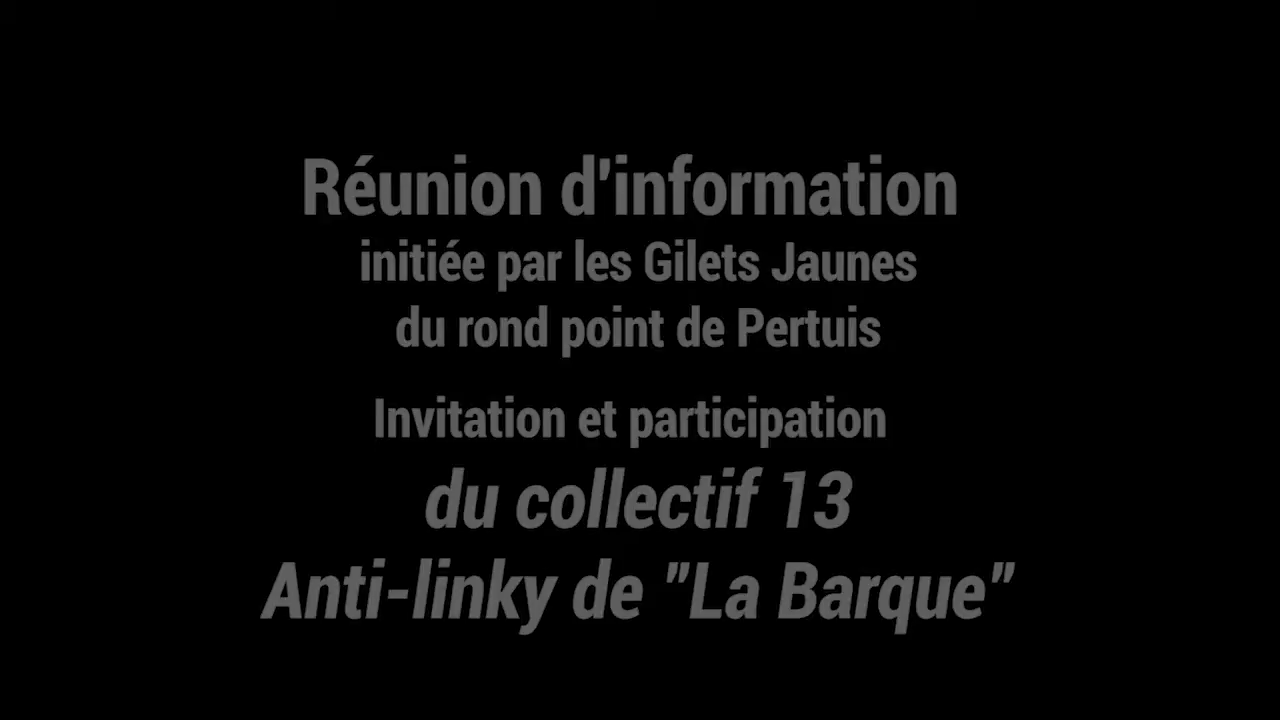 Réunion d'information
initiée par les Gilets Jaunes
du rond point de Pertuis
Invitation et participation
du collectif 13
Anti-linky de "La Barque"